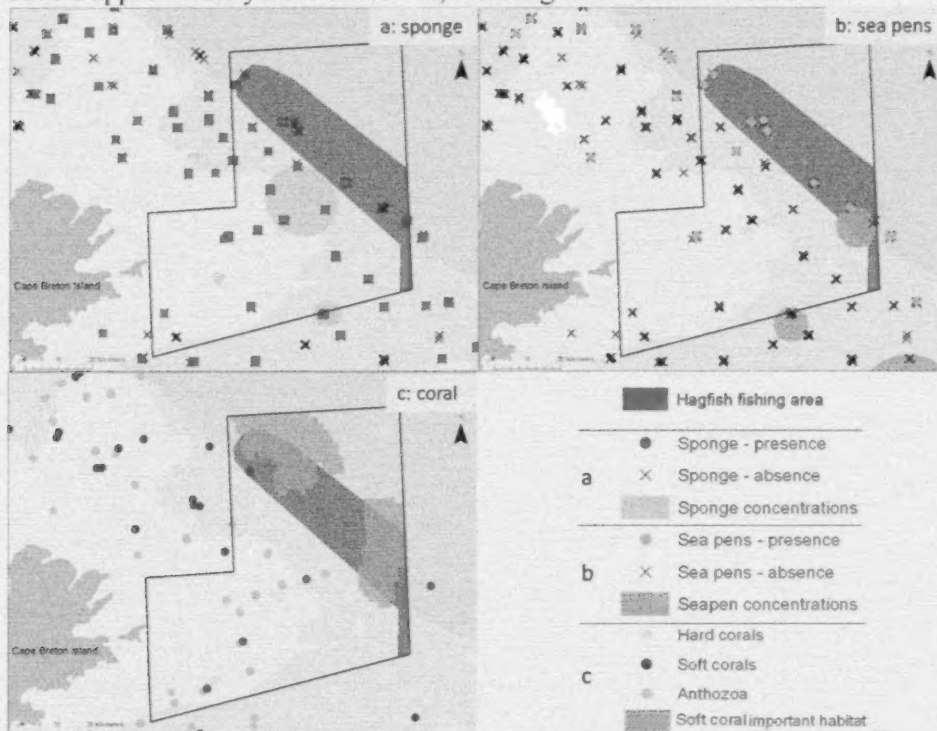 a: sponge
b: sea pens
Cape Breton Island
Cape Breton Island
c: coral
Cape Breton Island
Hagfish fishing area
a
Sponge - presence
Sponge - absence
Sponge concentrations
b
Sea pens - presence
Sea pens - absence
Seapen concentrations
c
Hard corals
Soft corals
Anthozoa
Soft coral important habitat